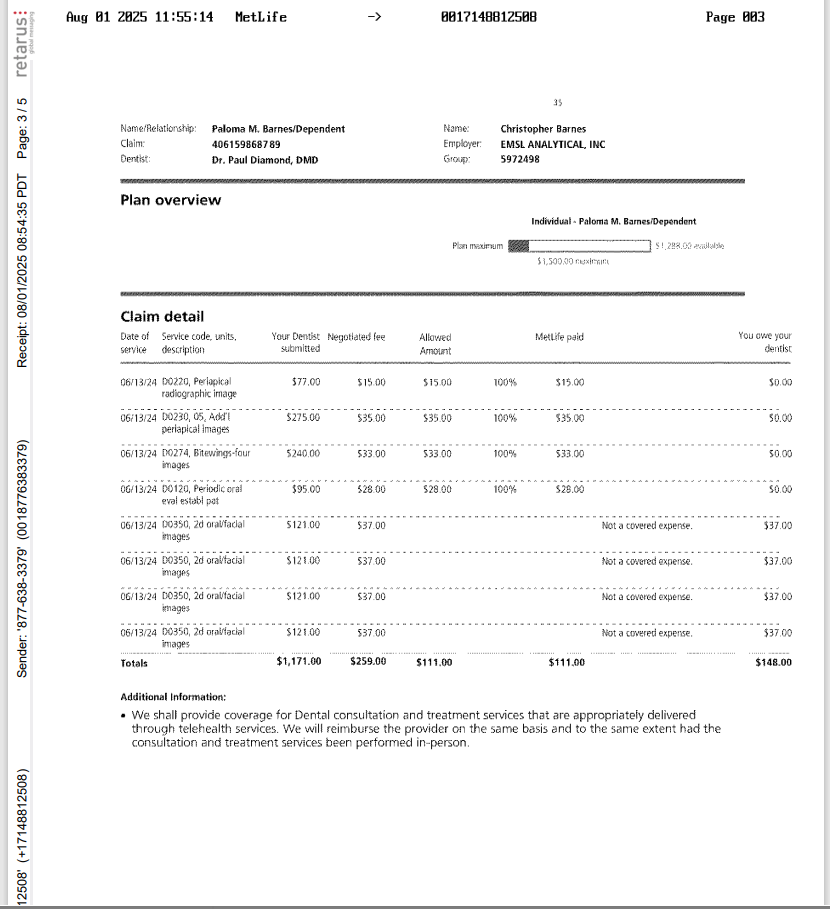 Aug 01 2025 11:55:14 MetLife -> 0017148812508 Page 003
retarus:
global messaging
Receipt: 08/01/2025 08:54:35 PDT Page: 3 / 5
Sender: '877-638-3379' (0018776383379)
12508' (+17148812508)
35
Name/Relationship: Paloma M. Barnes/Dependent Name: Christopher Barnes
Claim: 406159868789 Employer: EMSL ANALYTICAL, INC
Dentist: Dr. Paul Diamond, DMD Group: 5972498
Plan overview
Individual - Paloma M. Barnes/Dependent
Plan maximum $1,288.00 available
$1,500.00 maximum
Claim detail
Date of Service code, units, Your Dentist Negotiated fee Allowed MetLife paid You owe your
service description submitted Amount dentist
06/13/24 D0220, Periapical $77.00 $15.00 $15.00 100% $15.00 $0.00
radiographic image
06/13/24 D0230, 05, Add'l $275.00 $35.00 $35.00 100% $35.00 $0.00
periapical images
06/13/24 D0274, Bitewings-four $240.00 $33.00 $33.00 100% $33.00 $0.00
images
06/13/24 D0120, Periodic oral $95.00 $28.00 $28.00 100% $28.00 $0.00
eval establ pat
06/13/24 D0350, 2d oral/facial $121.00 $37.00 Not a covered expense. $37.00
images
06/13/24 D0350, 2d oral/facial $121.00 $37.00 Not a covered expense. $37.00
images
06/13/24 D0350, 2d oral/facial $121.00 $37.00 Not a covered expense. $37.00
images
06/13/24 D0350, 2d oral/facial $121.00 $37.00 Not a covered expense. $37.00
images
Totals $1,171.00 $259.00 $111.00 $111.00 $148.00
Additional Information:
• We shall provide coverage for Dental consultation and treatment services that are appropriately delivered
through telehealth services. We will reimburse the provider on the same basis and to the same extent had the
consultation and treatment services been performed in-person.